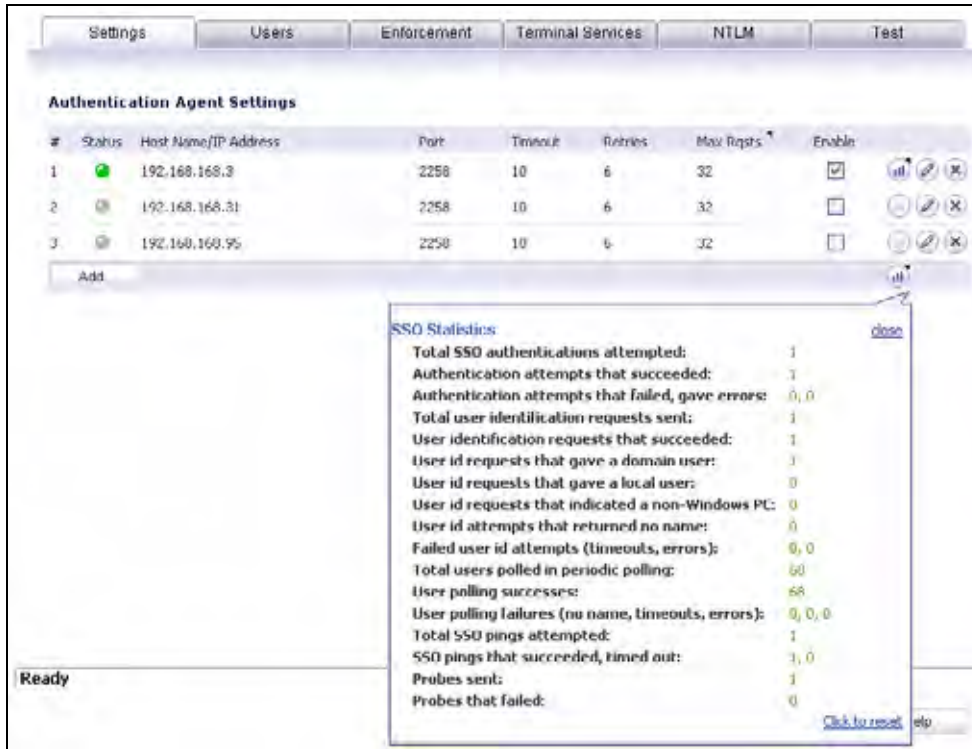 Settings Users Enforcement Terminal Services NTLM Test
Authentication Agent Settings
# Status Host Name/IP Address Port Timeout Retries Max Rqsts Enable
1 192.168.168.3 2258 10 6 32
2 192.168.168.31 2258 10 6 32
3 192.168.168.95 2258 10 6 32
Add
SSO Statistics close
Total SSO authentications attempted: 1
Authentication attempts that succeeded: 1
Authentication attempts that failed, gave errors: 0, 0
Total user identification requests sent: 1
User identification requests that succeeded: 1
User id requests that gave a domain user: 1
User id requests that gave a local user: 0
User id requests that indicated a non-Windows PC: 0
User id attempts that returned no name: 0
Failed user id attempts (timeouts, errors): 0, 0
Total users polled in periodic polling: 68
User polling successes: 68
User polling failures (no name, timeouts, errors): 0, 0, 0
Total SSO pings attempted: 1
SSO pings that succeeded, timed out: 1, 0
Probes sent: 1
Probes that failed: 0
Click to reset elp
Ready